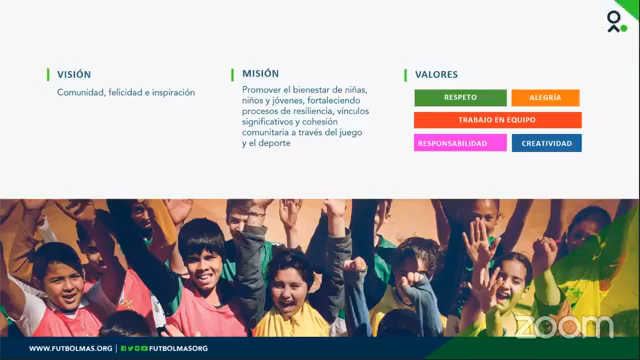 VISIÓN
Comunidad, felicidad e inspiración
MISIÓN
Promover el bienestar de niñas,
niños y jóvenes, fortaleciendo
procesos de resiliencia, vínculos
significativos y cohesión
comunitaria a través del juego
y el deporte
VALORES
RESPETO
ALEGRÍA
TRABAJO EN EQUIPO
RESPONSABILIDAD
CREATIVIDAD
zoom
WWW.FUTBOLMAS.ORG | FUTBOLMASORG